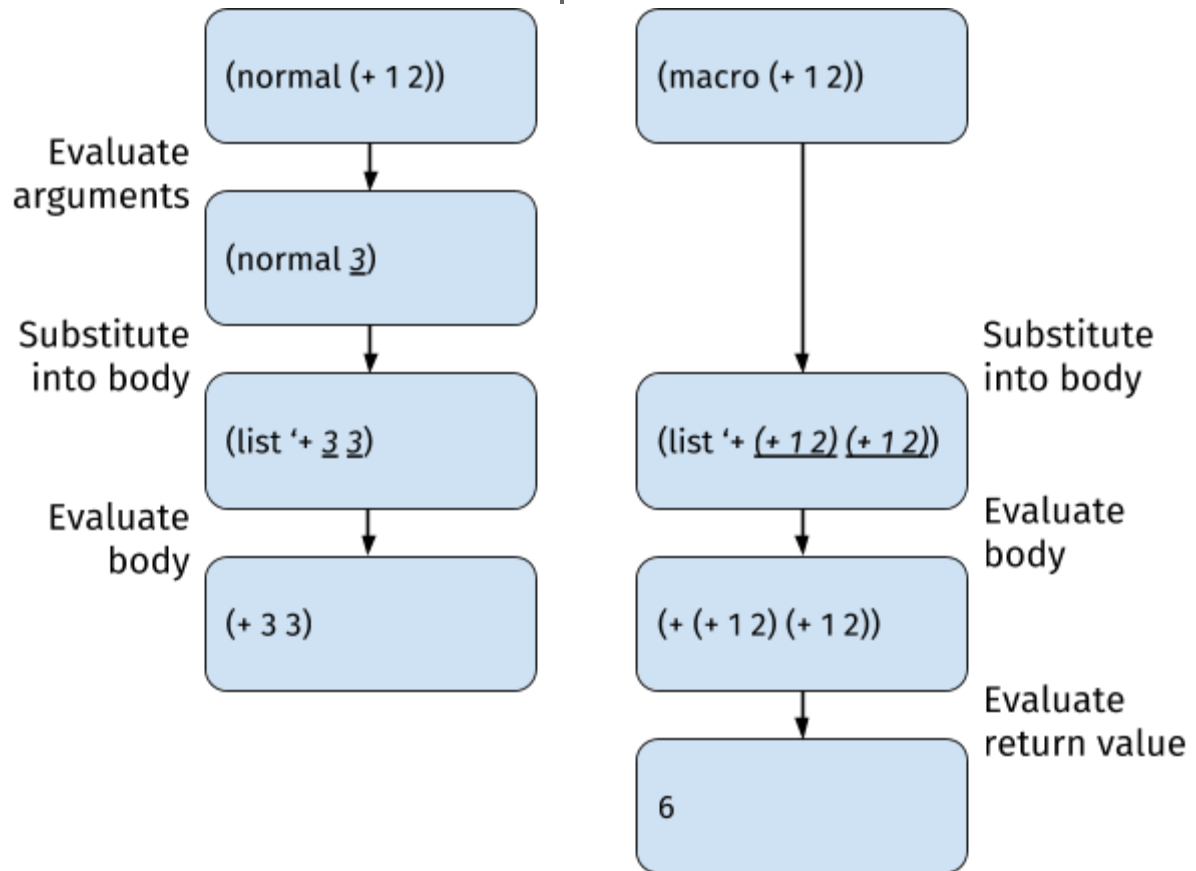 (normal (+ 1 2))
Evaluate
arguments
(normal 3)
Substitute
into body
(list ‘+ 3 3)
Evaluate
body
(+ 3 3)
(macro (+ 1 2))
Substitute
into body
(list ‘+ (+ 1 2) (+ 1 2))
Evaluate
body
(+ (+ 1 2) (+ 1 2))
Evaluate
return value
6